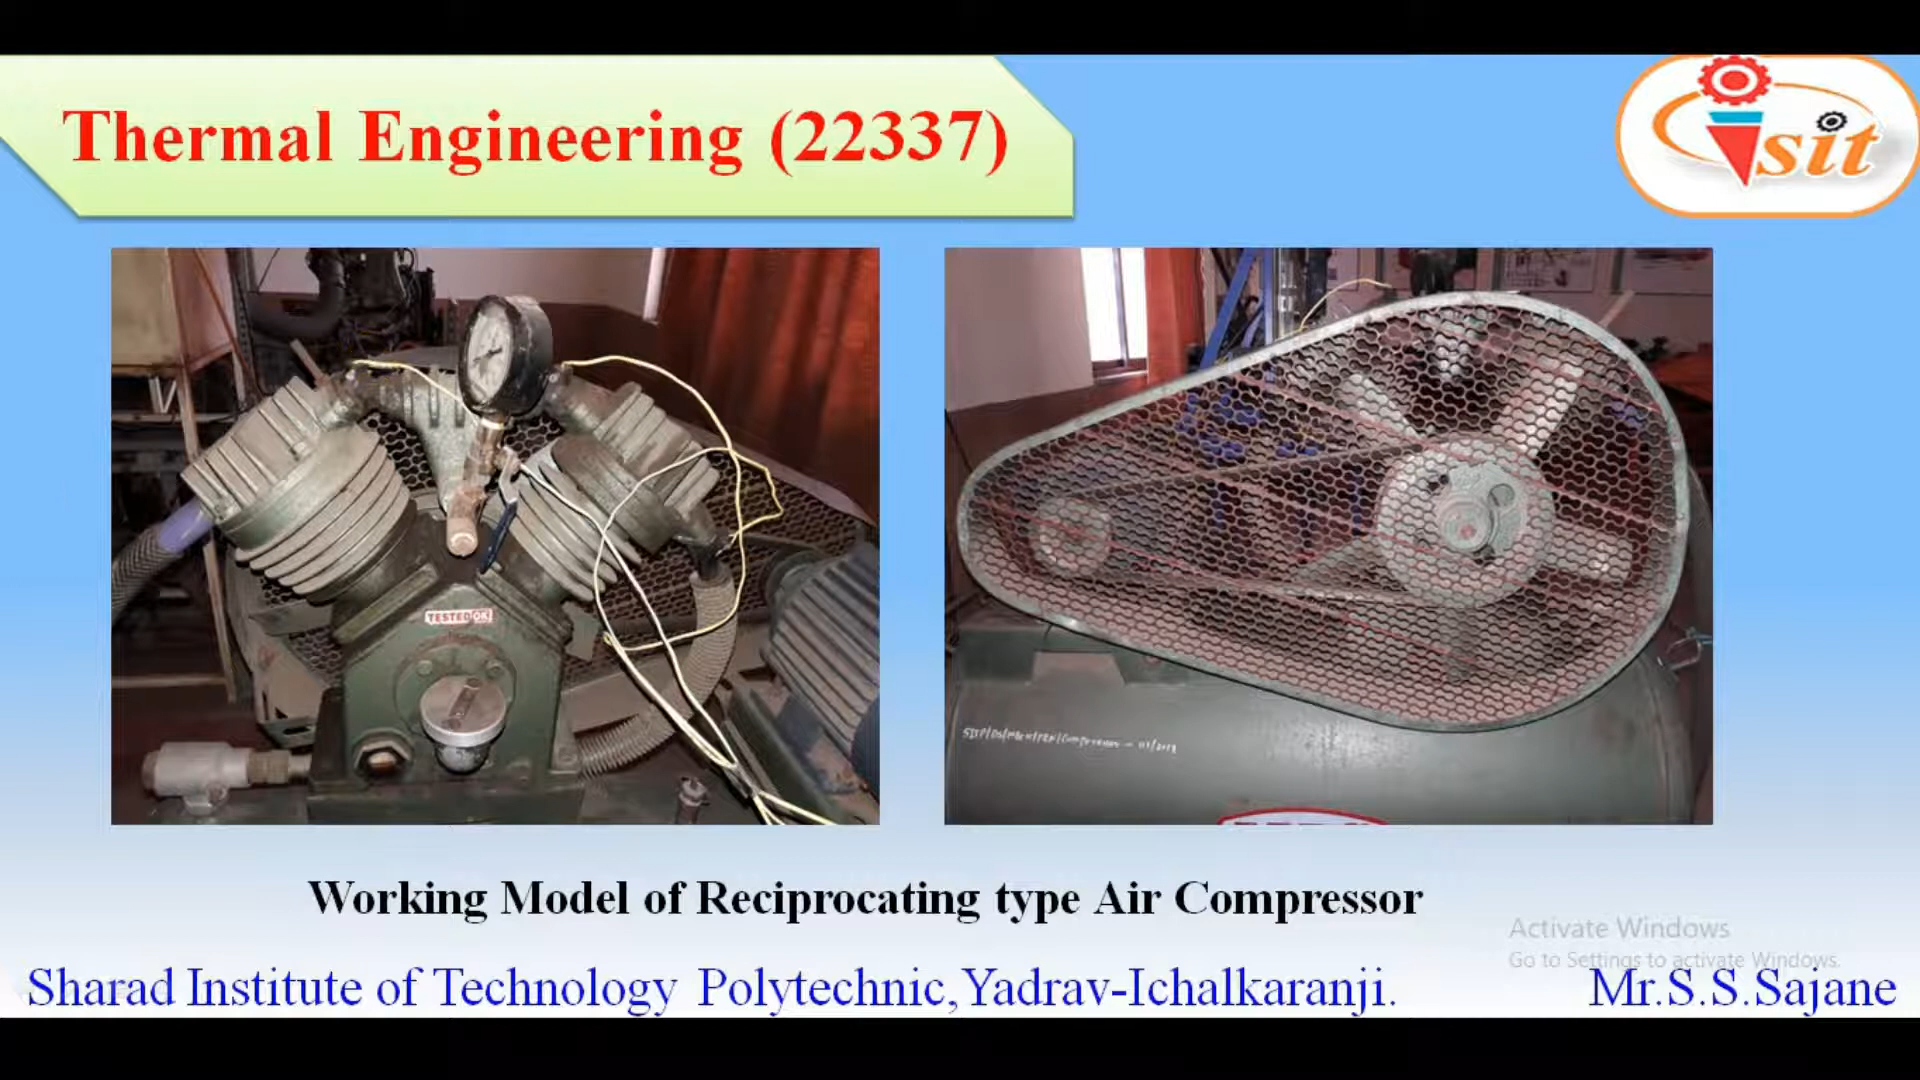 Thermal Engineering (22337)
sit
TESTED OK
Working Model of Reciprocating type Air Compressor
Activate Windows
Go to Settings to activate Windows.
Sharad Institute of Technology Polytechnic, Yadrav-Ichalkaranji.
Mr.S.S.Sajane